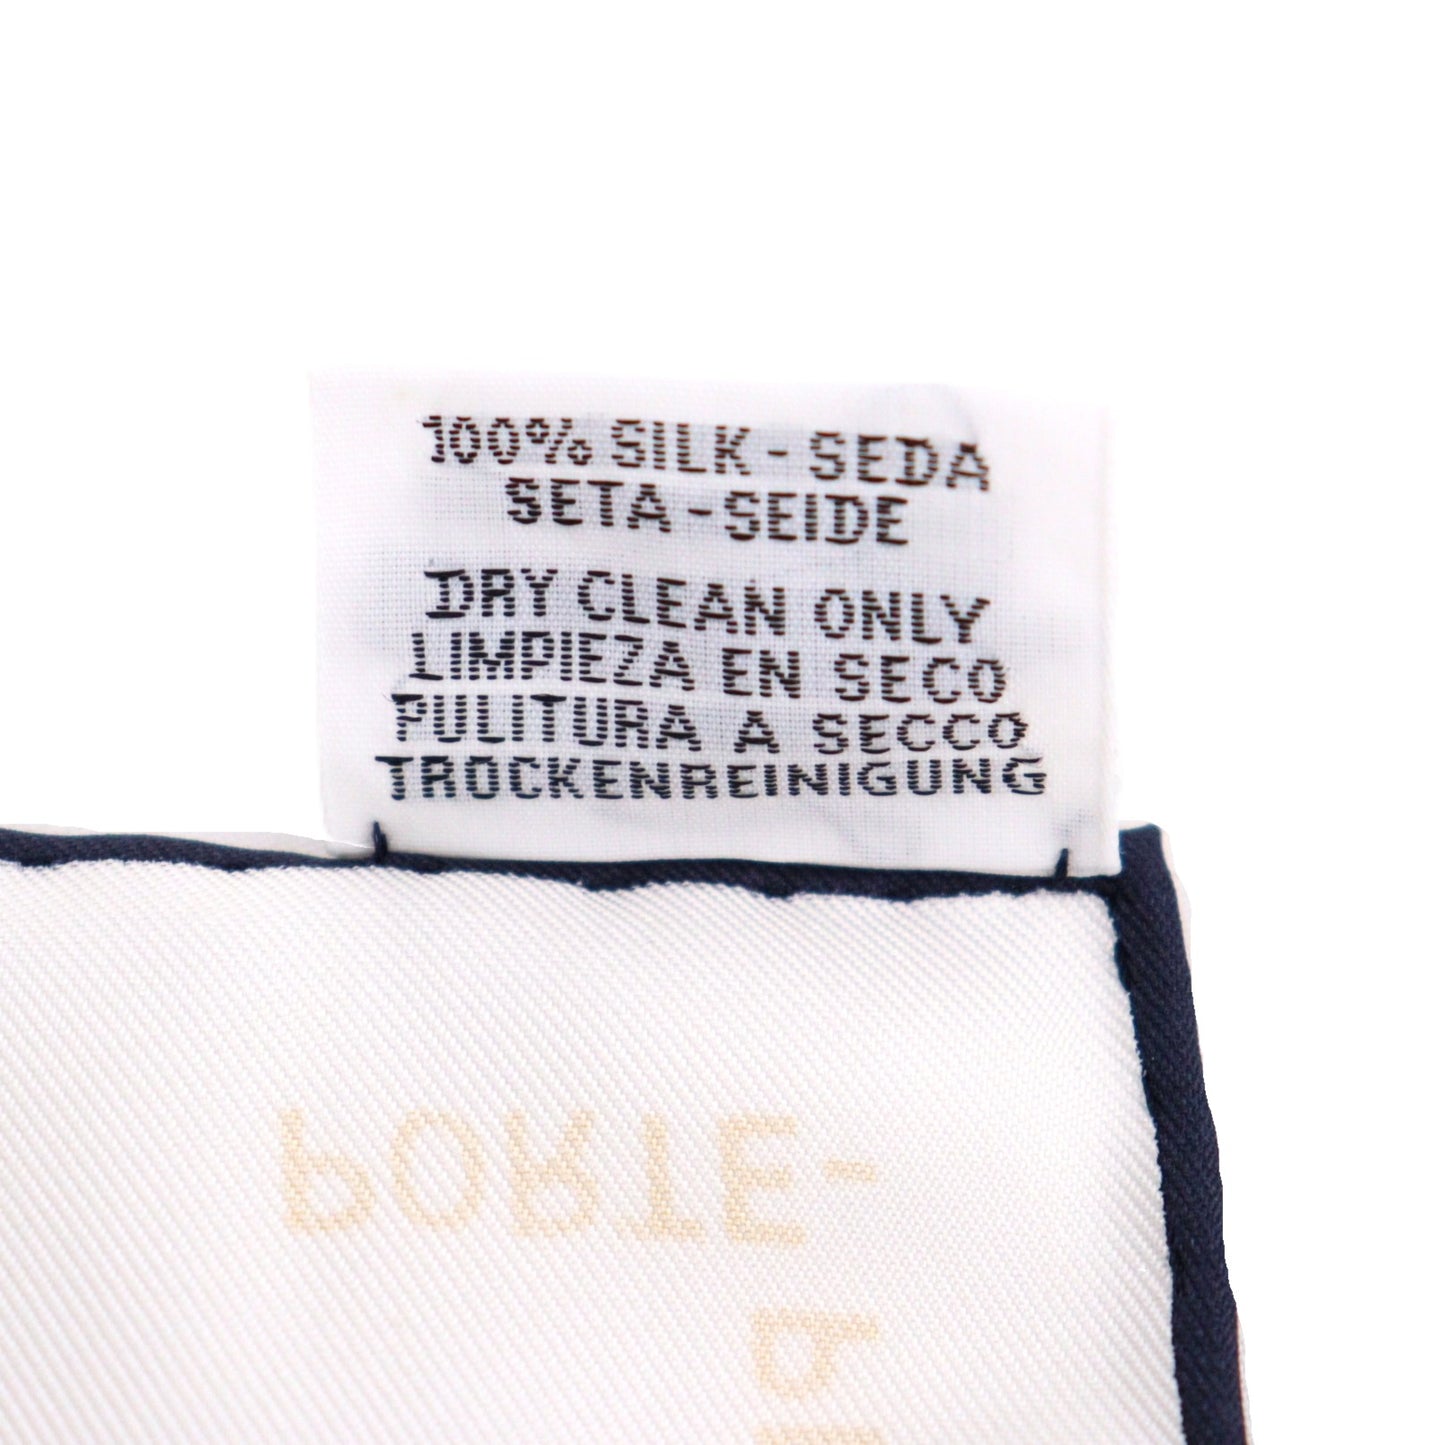 100% SILK - SEDA
SETA - SEIDE
DRY CLEAN ONLY
LIMPIEZA EN SECO
PULITURA A SECCO
TROCKENREINIGUNG
PORTE-